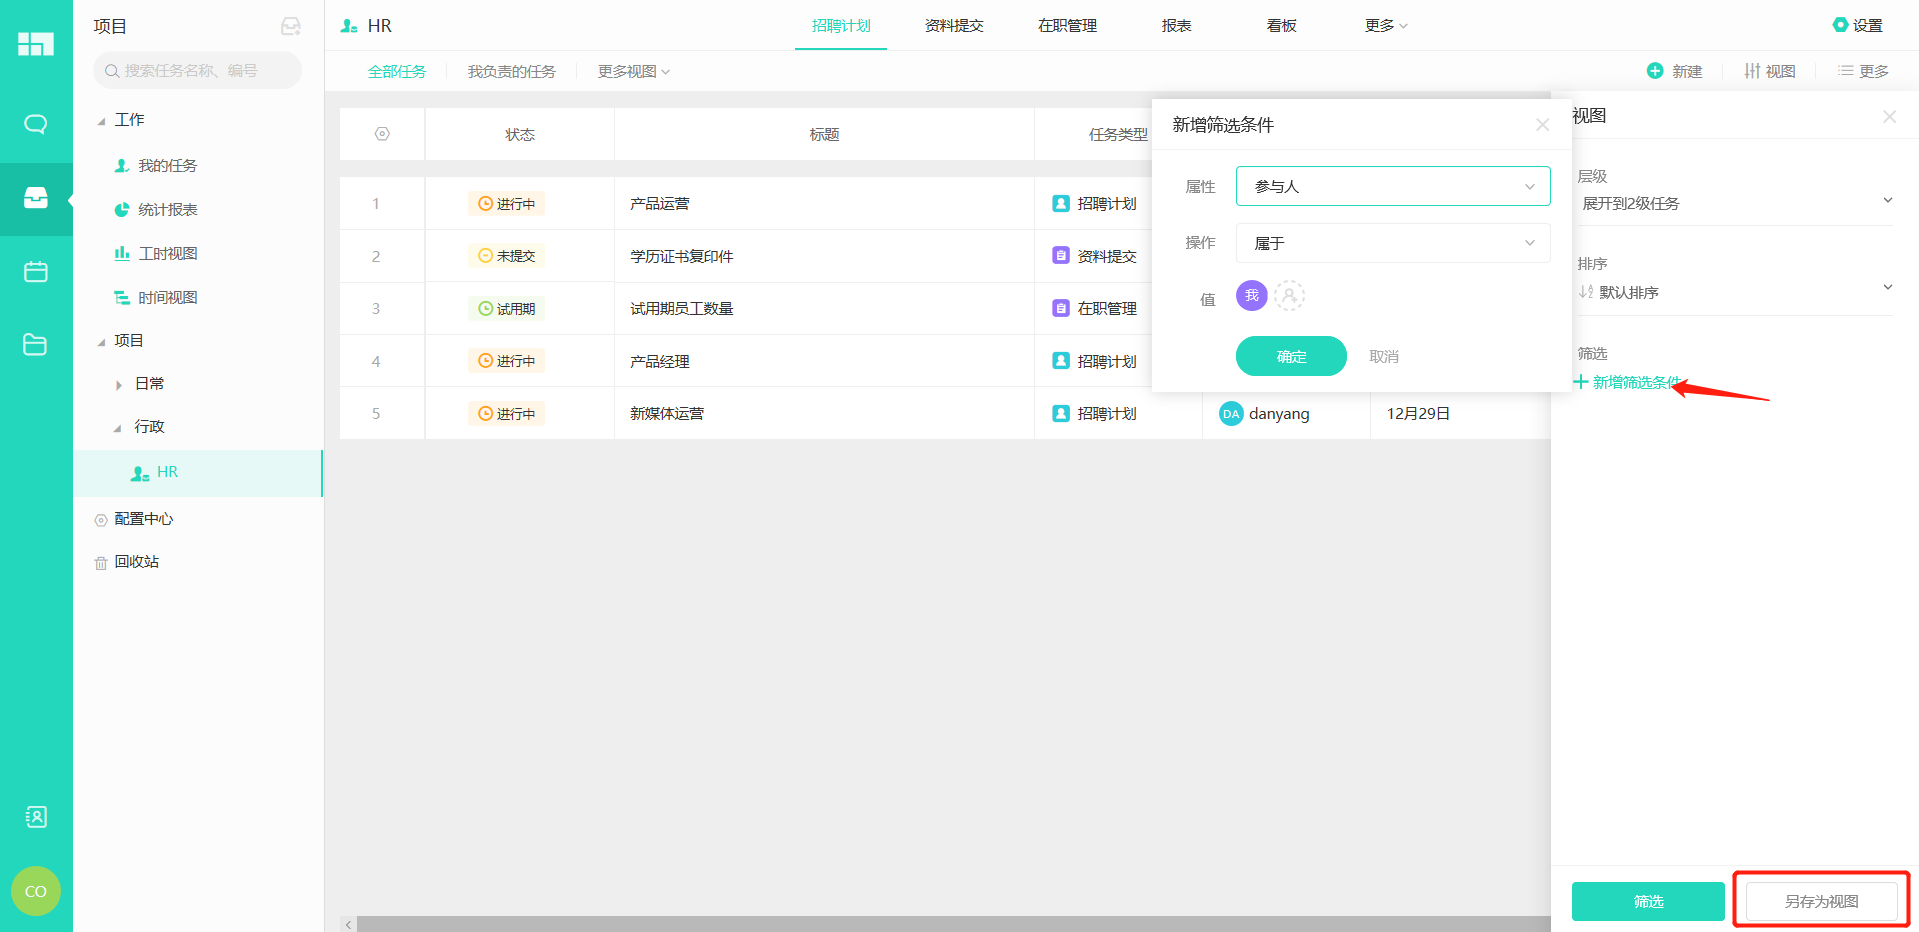 项目
搜索任务名称、编号
工作
我的任务
统计报表
工时视图
时间视图
项目
日常
行政
HR
配置中心
回收站
CO
HR
招聘计划 资料提交 在职管理 报表 看板 更多
设置
全部任务 我负责的任务 更多视图
新建 视图 更多
状态 标题 任务类型
1 进行中 产品运营 招聘计划
2 未提交 学历证书复印件 资料提交
3 试用期 试用期员工数量 在职管理
4 进行中 产品经理 招聘计划
5 进行中 新媒体运营 招聘计划 DA danyang 12月29日
新增筛选条件
属性 参与人
操作 属于
值 我
确定 取消
视图
层级
展开到2级任务
排序
默认排序
筛选
新增筛选条件
筛选 另存为视图